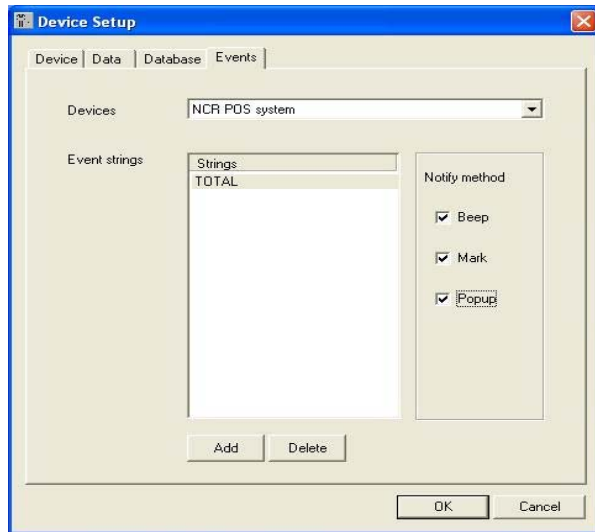 Device Setup
Device Data Database Events
Devices NCR POS system
Event strings Strings
TOTAL
Notify method
Beep
Mark
Popup
Add Delete
OK Cancel